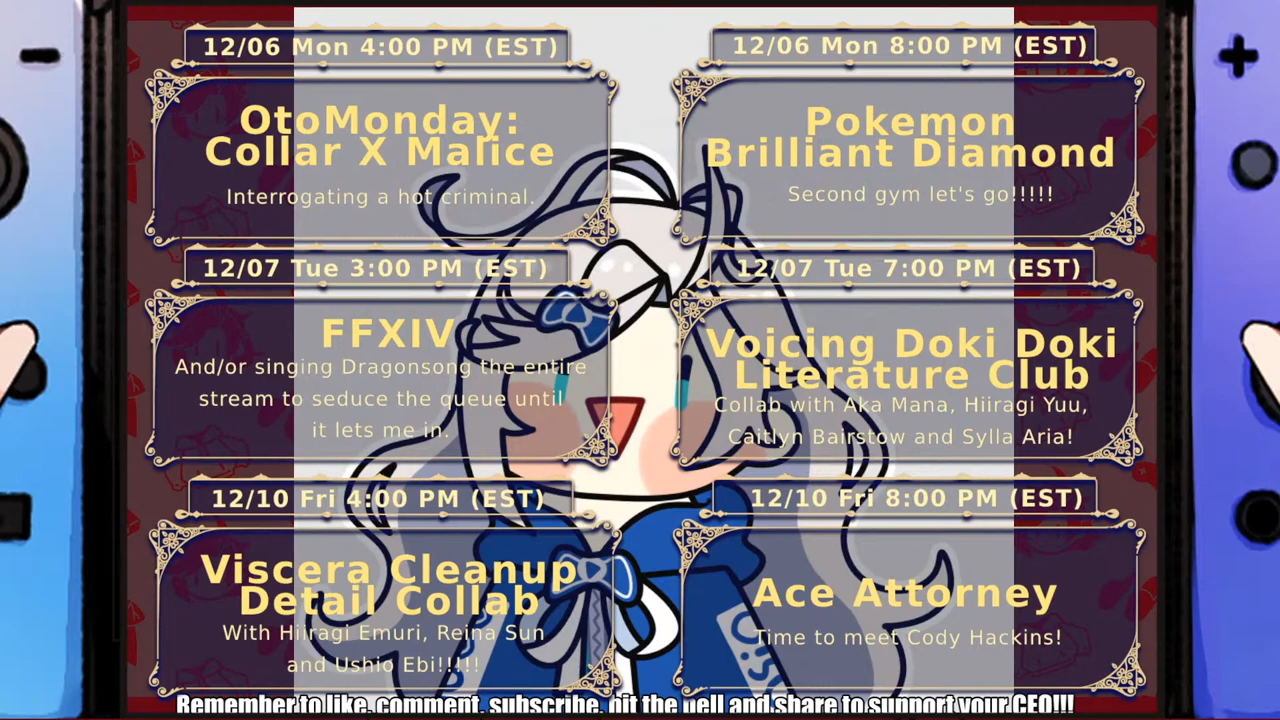 12/06 Mon 4:00 PM (EST)
OtoMonday:
Collar X Malice
Interrogating a hot criminal.
12/06 Mon 8:00 PM (EST)
Pokemon
Brilliant Diamond
Second gym let's go!!!!!
12/07 Tue 3:00 PM (EST)
FFXIV
And/or singing Dragonsong the entire
stream to seduce the queue until
it lets me in.
12/07 Tue 7:00 PM (EST)
Voicing Doki Doki
Literature Club
Collab with Aka Mana, Hiiragi Yuu,
Caitlyn Bairstow and Sylla Aria!
12/10 Fri 4:00 PM (EST)
Viscera Cleanup
Detail Collab
With Hiiragi Emuri, Reina Sun
and Ushio Ebi!!!!!
12/10 Fri 8:00 PM (EST)
Ace Attorney
Time to meet Cody Hackins!
Remember to like, comment, subscribe, hit the bell and share to support your CEO!!!